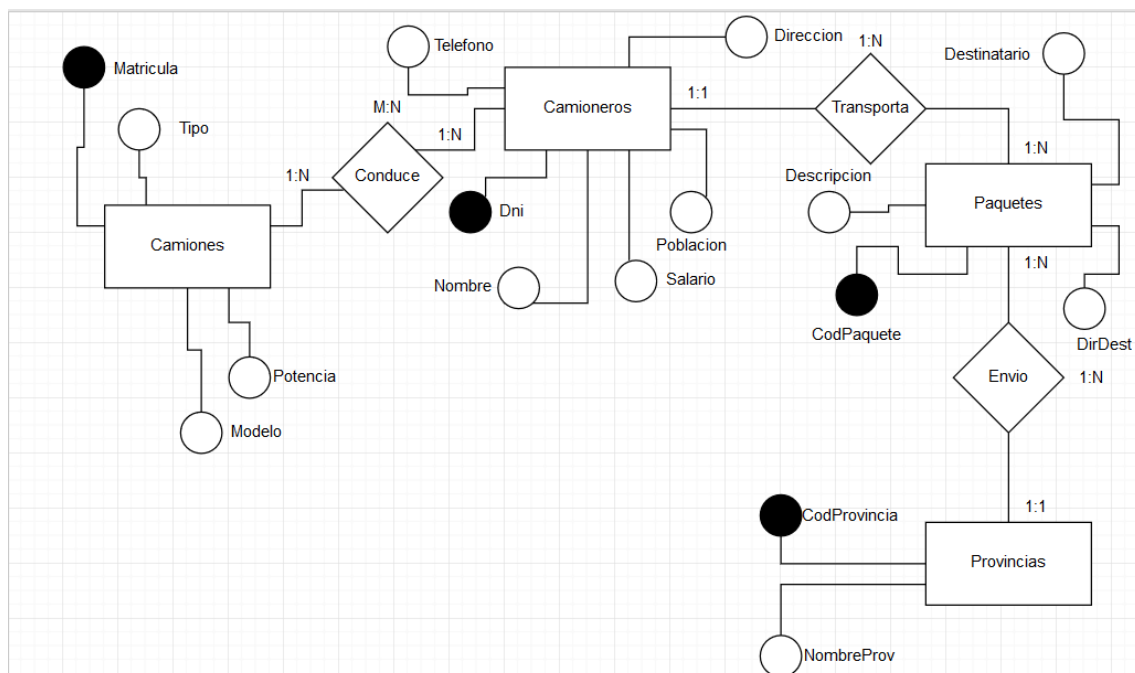 Direccion
Telefono
1:N
Destinatario
Matricula
Camioneros
1:1
Transporta
M:N
Tipo
1:N
1:N
Descripcion
1:N
Conduce
Paquetes
Dni
Camiones
Poblacion
1:N
Nombre
Salario
CodPaquete
DirDest
Potencia
Envio
1:N
Modelo
1:1
CodProvincia
Provincias
NombreProv